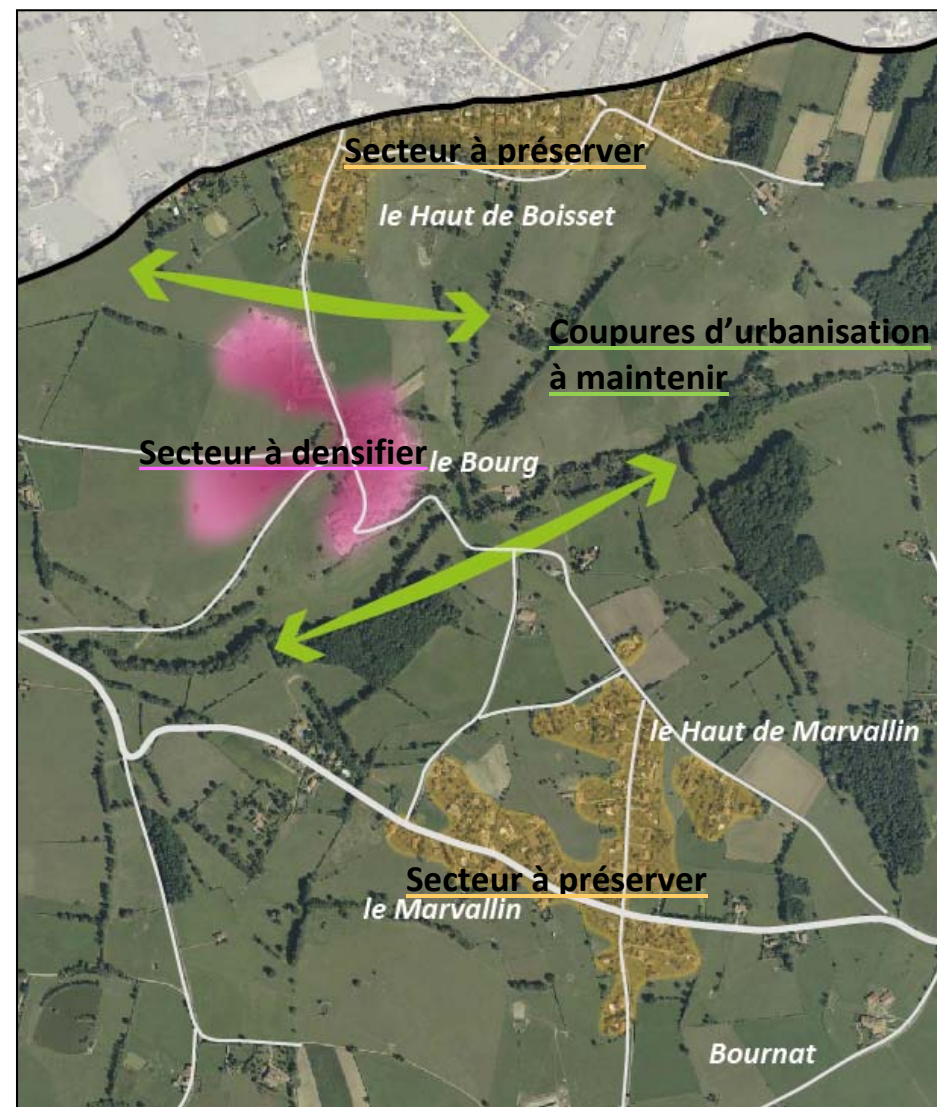 Secteur à préserver
le Haut de Boisset
Coupures d'urbanisation
à maintenir
Secteur à densifier
le Bourg
le Haut de Marvallin
Secteur à préserver
le Marvallin
Bournat